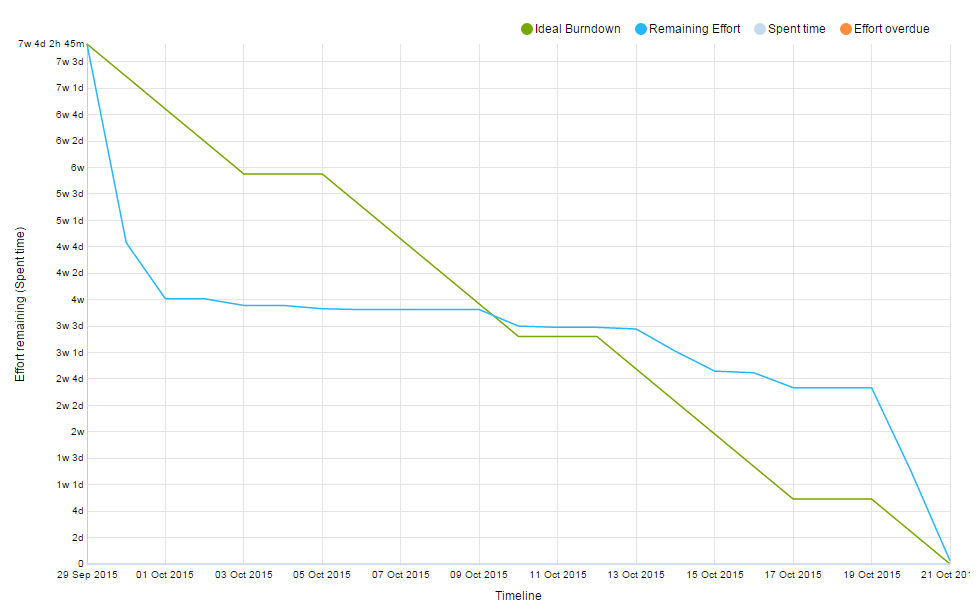 Ideal Burndown Remaining Effort Spent time Effort overdue
7w 4d 2h 45m
7w 3d
7w 1d
6w 4d
6w 2d
6w
5w 3d
5w 1d
4w 4d
4w 2d
4w
3w 3d
3w 1d
2w 4d
2w 2d
2w
1w 3d
1w 1d
4d
2d
0
Effort remaining (Spent time)
29 Sep 2015 01 Oct 2015 03 Oct 2015 05 Oct 2015 07 Oct 2015 09 Oct 2015 11 Oct 2015 13 Oct 2015 15 Oct 2015 17 Oct 2015 19 Oct 2015 21 Oct 201
Timeline